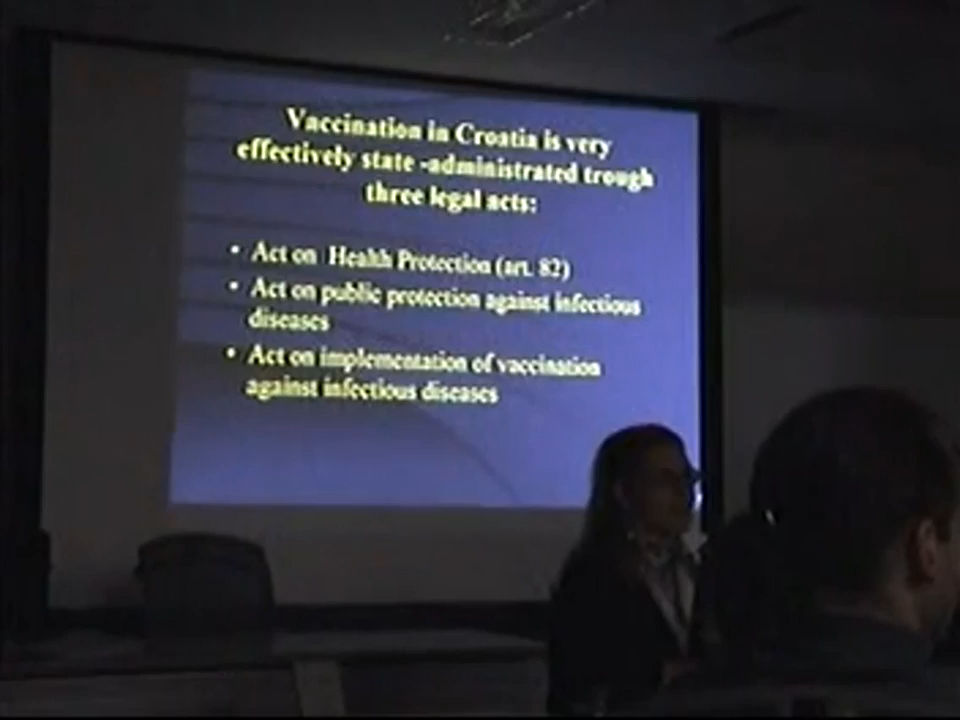 Vaccination in Croatia is very
effectively state -administrated trough
three legal acts:
• Act on Health Protection (art. 82)
• Act on public protection against infectious
diseases
• Act on implementation of vaccination
against infectious diseases